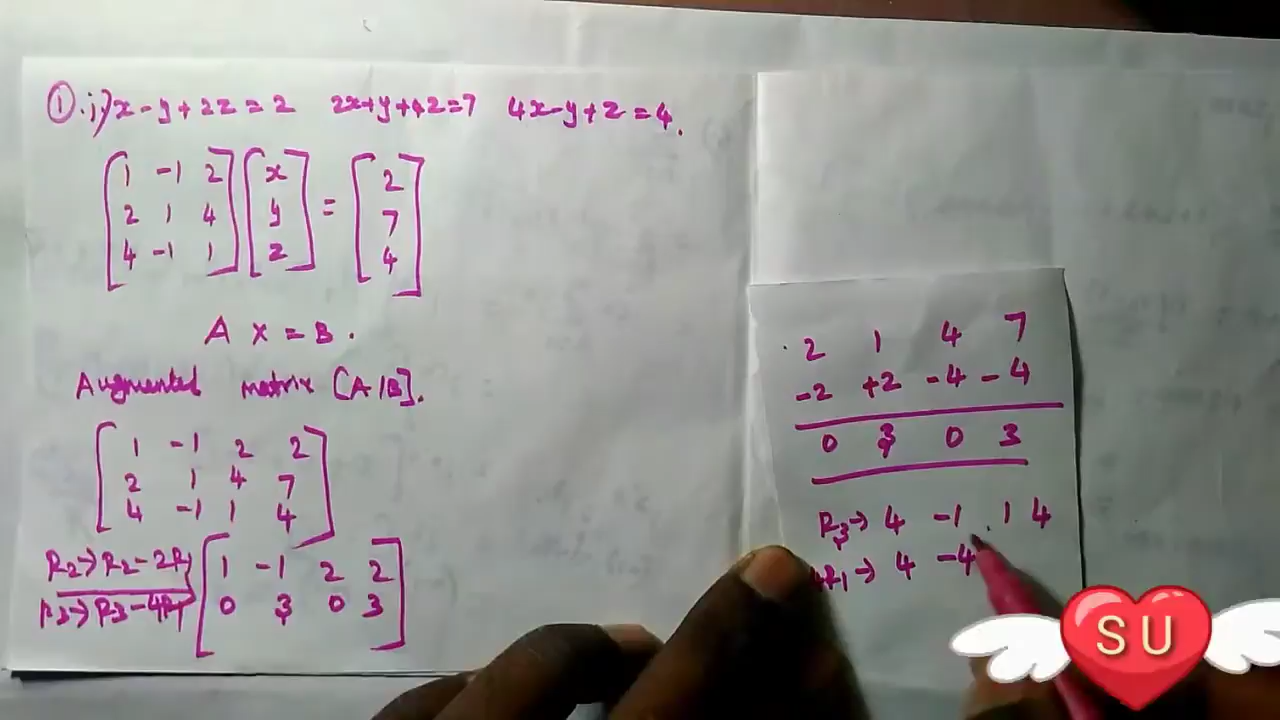 ①.i) x-y+2z=2 2x+y+4z=7 4x-y+z=4.
1 -1 2 x 2
2 1 4 y = 7
4 -1 1 z 4
A X = B.
Augmented matrix [A|B].
1 -1 2 2
2 1 4 7
4 -1 1 4
R2→R2-2R1 1 -1 2 2
R3→R3-4R1 0 3 0 3
2 1 4 7
-2 +2 -4 -4
0 3 0 3
R3→ 4 -1 1 4
4R1→ 4 -4
SU